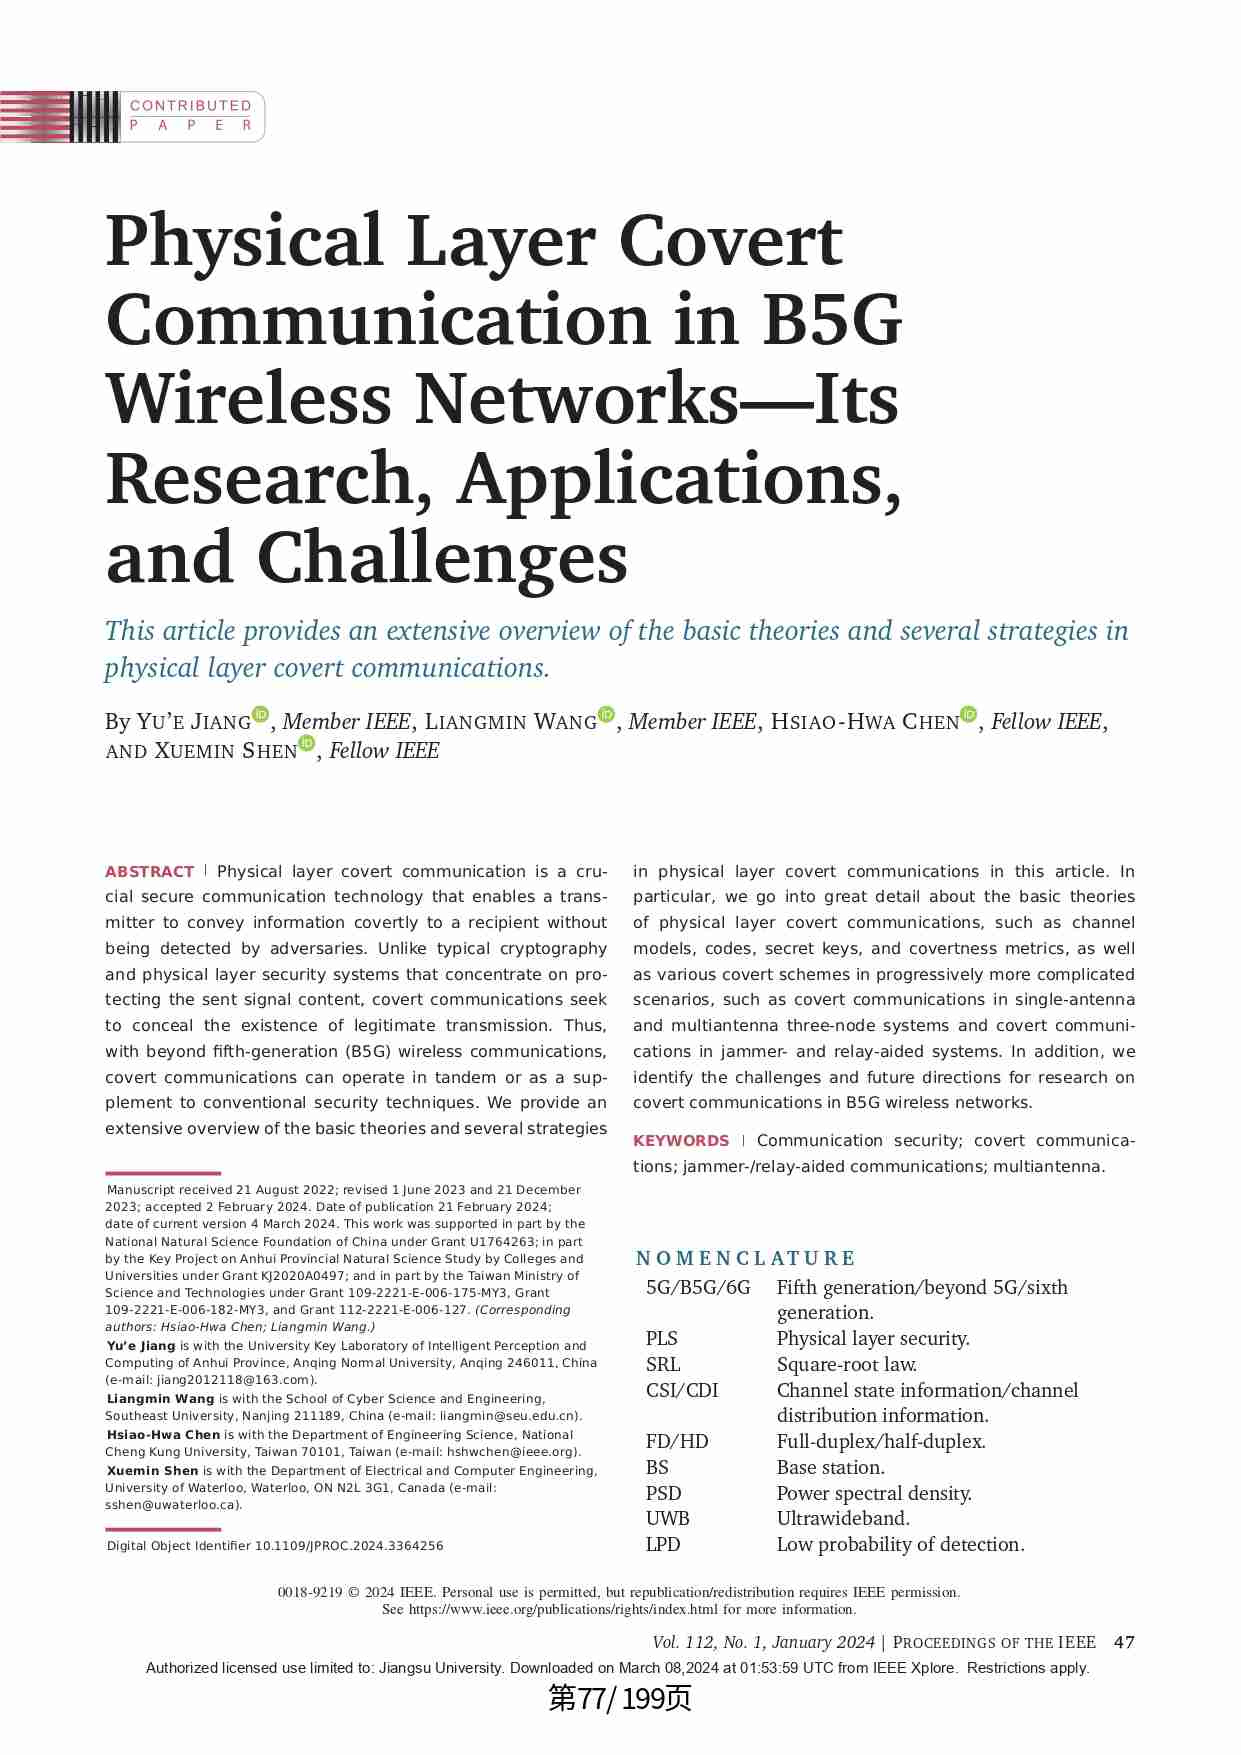 CONTRIBUTED
PAPER
Physical Layer Covert
Communication in B5G
Wireless Networks—Its
Research, Applications,
and Challenges
This article provides an extensive overview of the basic theories and several strategies in
physical layer covert communications.
By YU’E JIANG iD, Member IEEE, LIANGMIN WANG iD, Member IEEE, HSIAO-HWA CHEN iD, Fellow IEEE,
AND XUEMIN SHEN iD, Fellow IEEE
ABSTRACT | Physical layer covert communication is a cru-
cial secure communication technology that enables a trans-
mitter to convey information covertly to a recipient without
being detected by adversaries. Unlike typical cryptography
and physical layer security systems that concentrate on pro-
tecting the sent signal content, covert communications seek
to conceal the existence of legitimate transmission. Thus,
with beyond fifth-generation (B5G) wireless communications,
covert communications can operate in tandem or as a sup-
plement to conventional security techniques. We provide an
extensive overview of the basic theories and several strategies
in physical layer covert communications in this article. In
particular, we go into great detail about the basic theories
of physical layer covert communications, such as channel
models, codes, secret keys, and covertness metrics, as well
as various covert schemes in progressively more complicated
scenarios, such as covert communications in single-antenna
and multiantenna three-node systems and covert communi-
cations in jammer- and relay-aided systems. In addition, we
identify the challenges and future directions for research on
covert communications in B5G wireless networks.
KEYWORDS | Communication security; covert communica-
tions; jammer-/relay-aided communications; multiantenna.
Manuscript received 21 August 2022; revised 1 June 2023 and 21 December
2023; accepted 2 February 2024. Date of publication 21 February 2024;
date of current version 4 March 2024. This work was supported in part by the
National Natural Science Foundation of China under Grant U1764263; in part
by the Key Project on Anhui Provincial Natural Science Study by Colleges and
Universities under Grant KJ2020A0497; and in part by the Taiwan Ministry of
Science and Technologies under Grant 109-2221-E-006-175-MY3, Grant
109-2221-E-006-182-MY3, and Grant 112-2221-E-006-127. (Corresponding
authors: Hsiao-Hwa Chen; Liangmin Wang.)
Yu’e Jiang is with the University Key Laboratory of Intelligent Perception and
Computing of Anhui Province, Anqing Normal University, Anqing 246011, China
(e-mail: jiang2012118@163.com).
Liangmin Wang is with the School of Cyber Science and Engineering,
Southeast University, Nanjing 211189, China (e-mail: liangmin@seu.edu.cn).
Hsiao-Hwa Chen is with the Department of Engineering Science, National
Cheng Kung University, Taiwan 70101, Taiwan (e-mail: hshwchen@ieee.org).
Xuemin Shen is with the Department of Electrical and Computer Engineering,
University of Waterloo, Waterloo, ON N2L 3G1, Canada (e-mail:
sshen@uwaterloo.ca).
Digital Object Identifier 10.1109/JPROC.2024.3364256
NOMENCLATURE
5G/B5G/6G Fifth generation/beyond 5G/sixth
generation.
PLS Physical layer security.
SRL Square-root law.
CSI/CDI Channel state information/channel
distribution information.
FD/HD Full-duplex/half-duplex.
BS Base station.
PSD Power spectral density.
UWB Ultrawideband.
LPD Low probability of detection.
0018-9219 © 2024 IEEE. Personal use is permitted, but republication/redistribution requires IEEE permission.
See https://www.ieee.org/publications/rights/index.html for more information.
Vol. 112, No. 1, January 2024 | PROCEEDINGS OF THE IEEE 47
Authorized licensed use limited to: Jiangsu University. Downloaded on March 08,2024 at 01:53:59 UTC from IEEE Xplore. Restrictions apply.
第77/199页